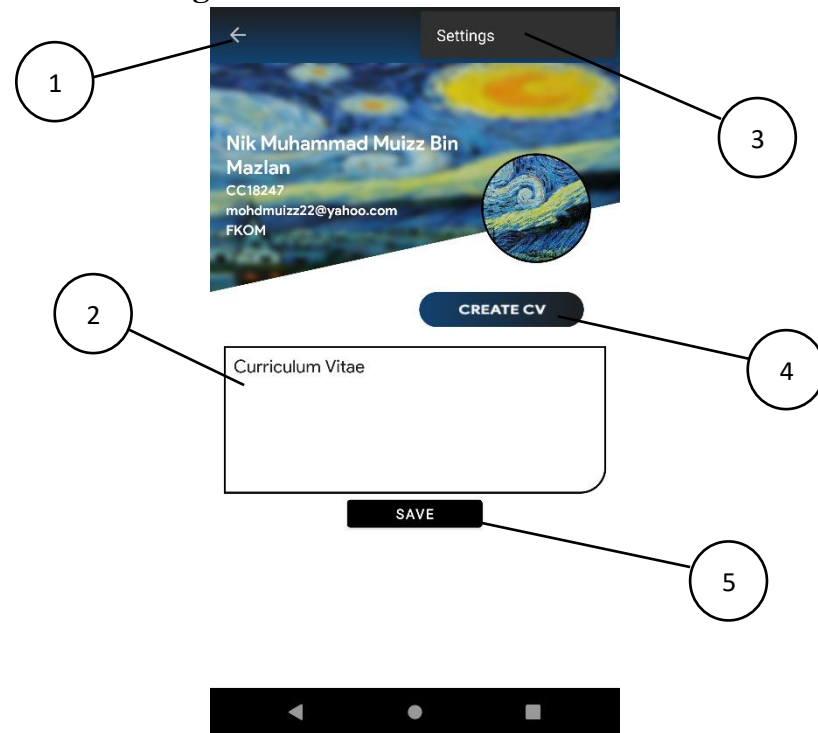 Settings
1
3
Nik Muhammad Muizz Bin
Mazlan
CC18247
mohdmuizz22@yahoo.com
FKOM
2
CREATE CV
4
Curriculum Vitae
SAVE
5